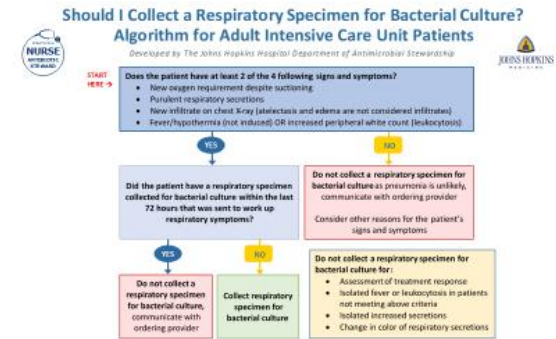 Should I Collect a Respiratory Specimen for Bacterial Culture?
Algorithm for Adult Intensive Care Unit Patients
Developed by The Johns Hopkins Hospital Department of Antimicrobial Stewardship
NURSE
ANTIBIOTIC
STEWARD
JOHNS HOPKINS
MEDICINE
START
HERE →
Does the patient have at least 2 of the 4 following signs and symptoms?
• New oxygen requirement despite suctioning
• Purulent respiratory secretions
• New infiltrate on chest X-ray (atelectasis and edema are not considered infiltrates)
• Fever/hypothermia (not induced) OR increased peripheral white count (leukocytosis)
YES
NO
Did the patient have a respiratory specimen
collected for bacterial culture within the last
72 hours that was sent to work up
respiratory symptoms?
Do not collect a respiratory specimen for
bacterial culture as pneumonia is unlikely,
communicate with ordering provider
Consider other reasons for the patient's
signs and symptoms
YES
NO
Do not collect a
respiratory specimen
for bacterial culture,
communicate with
ordering provider
Collect respiratory
specimen for
bacterial culture
Do not collect a respiratory specimen for
bacterial culture for:
• Assessment of treatment response
• Isolated fever or leukocytosis in patients
not meeting above criteria
• Isolated increased secretions
• Change in color of respiratory secretions